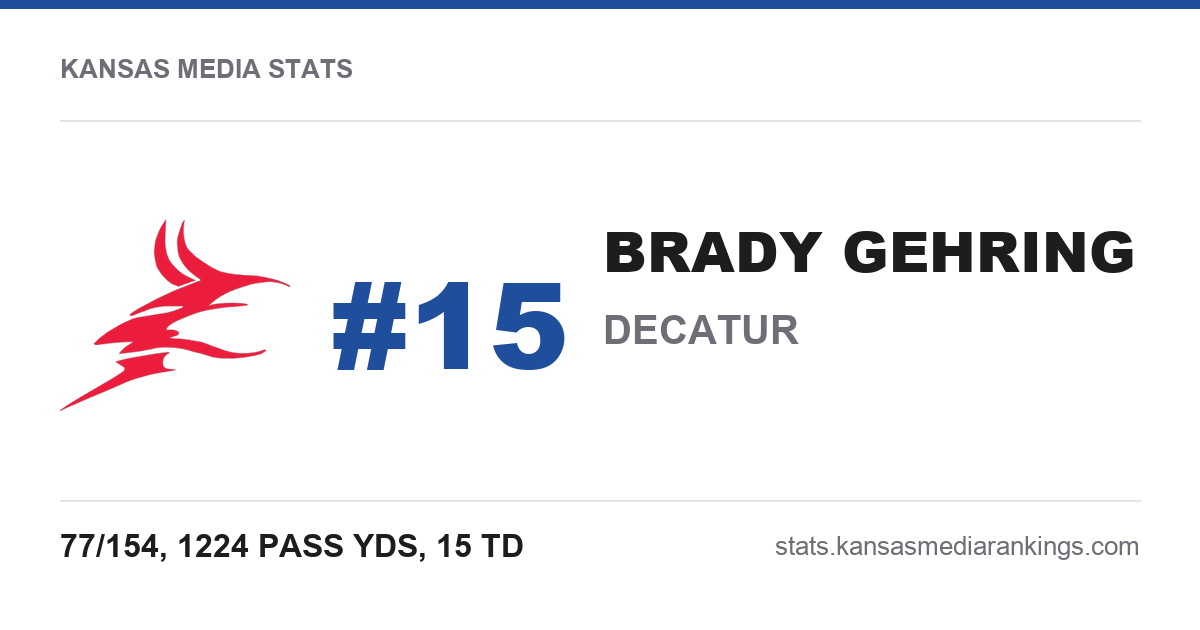 KANSAS MEDIA STATS
#15
BRADY GEHRING
DECATUR
77/154, 1224 PASS YDS, 15 TD
stats.kansasmediarankings.com